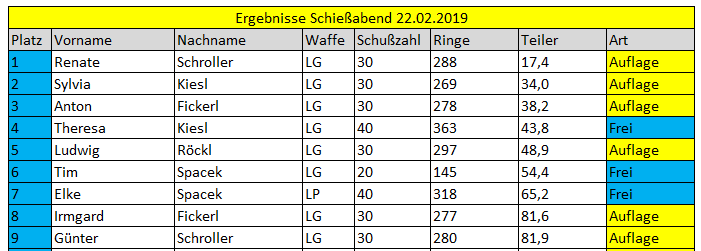 Ergebnisse Schießabend 22.02.2019
Platz Vorname Nachname Waffe Schußzahl Ringe Teiler Art
1 Renate Schroller LG 30 288 17,4 Auflage
2 Sylvia Kiesl LG 30 269 34,0 Auflage
3 Anton Fickerl LG 30 278 38,2 Auflage
4 Theresa Kiesl LG 40 363 43,8 Frei
5 Ludwig Röckl LG 30 297 48,9 Auflage
6 Tim Spacek LG 20 145 54,4 Frei
7 Elke Spacek LP 40 318 65,2 Frei
8 Irmgard Fickerl LG 30 277 81,6 Auflage
9 Günter Schroller LG 30 280 81,9 Auflage